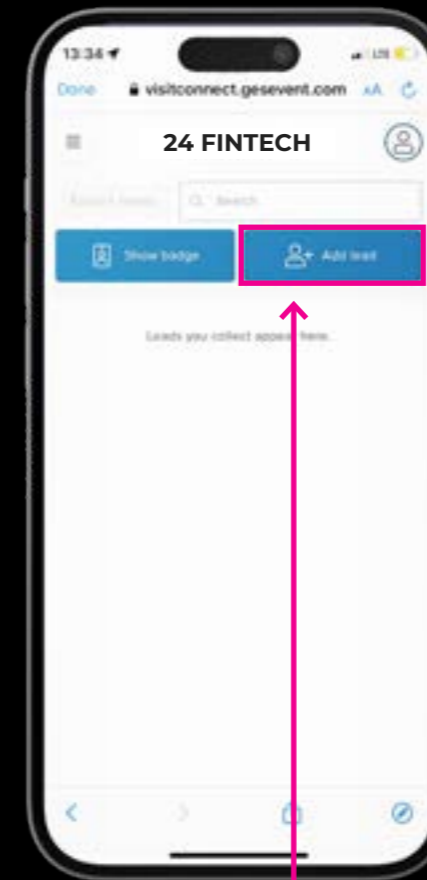 13:34
LTE
Done visitconnect.gesevent.com AA
24 FINTECH
Search
Show badge
Add lead
Leads you collect appear here.